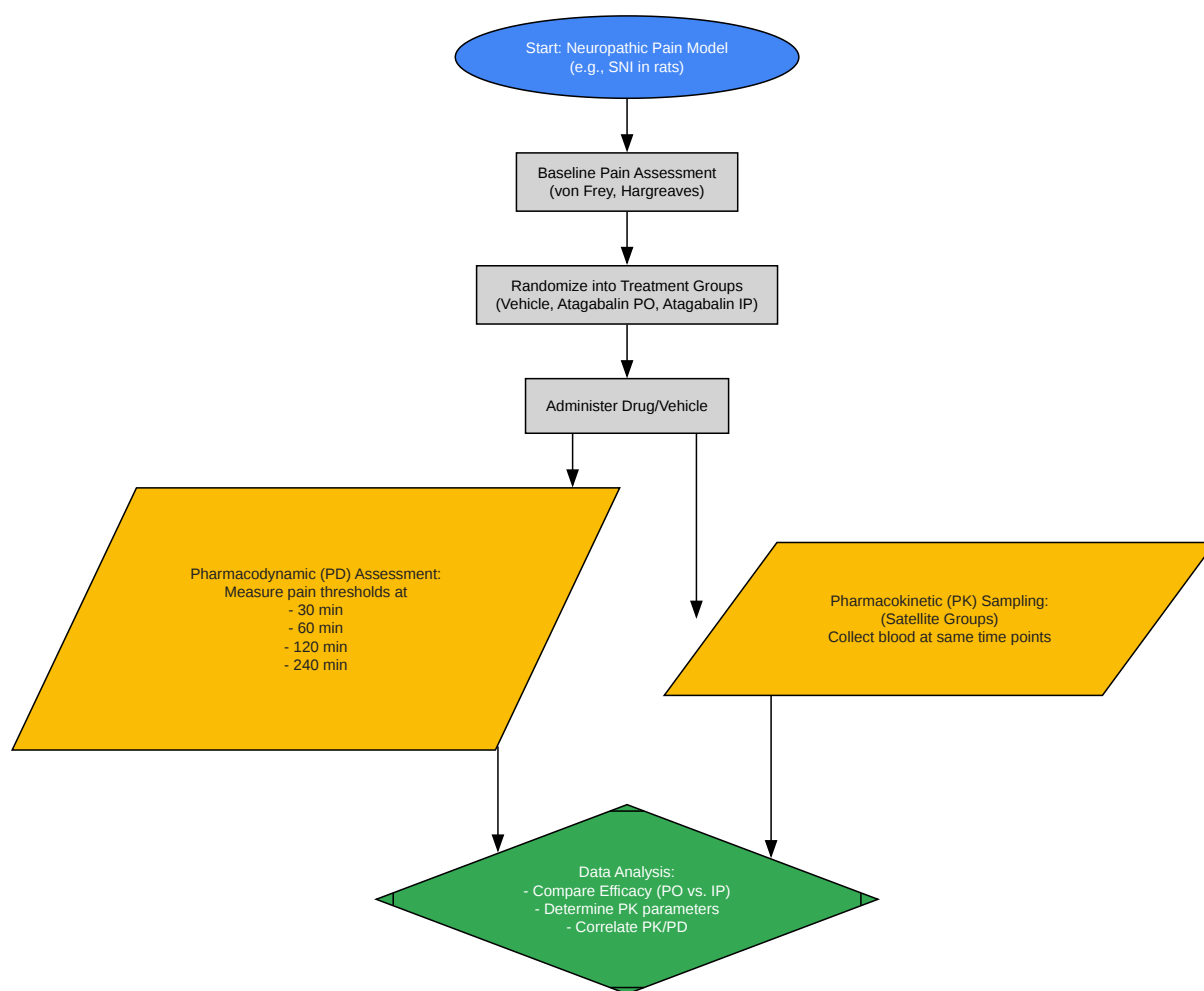 Start: Neuropathic Pain Model
(e.g., SNI in rats)
Baseline Pain Assessment
(von Frey, Hargreaves)
Randomize into Treatment Groups
(Vehicle, Atagabalin PO, Atagabalin IP)
Administer Drug/Vehicle
Pharmacodynamic (PD) Assessment:
Measure pain thresholds at
- 30 min
- 60 min
- 120 min
- 240 min
Pharmacokinetic (PK) Sampling:
(Satellite Groups)
Collect blood at same time points
Data Analysis:
- Compare Efficacy (PO vs. IP)
- Determine PK parameters
- Correlate PK/PD